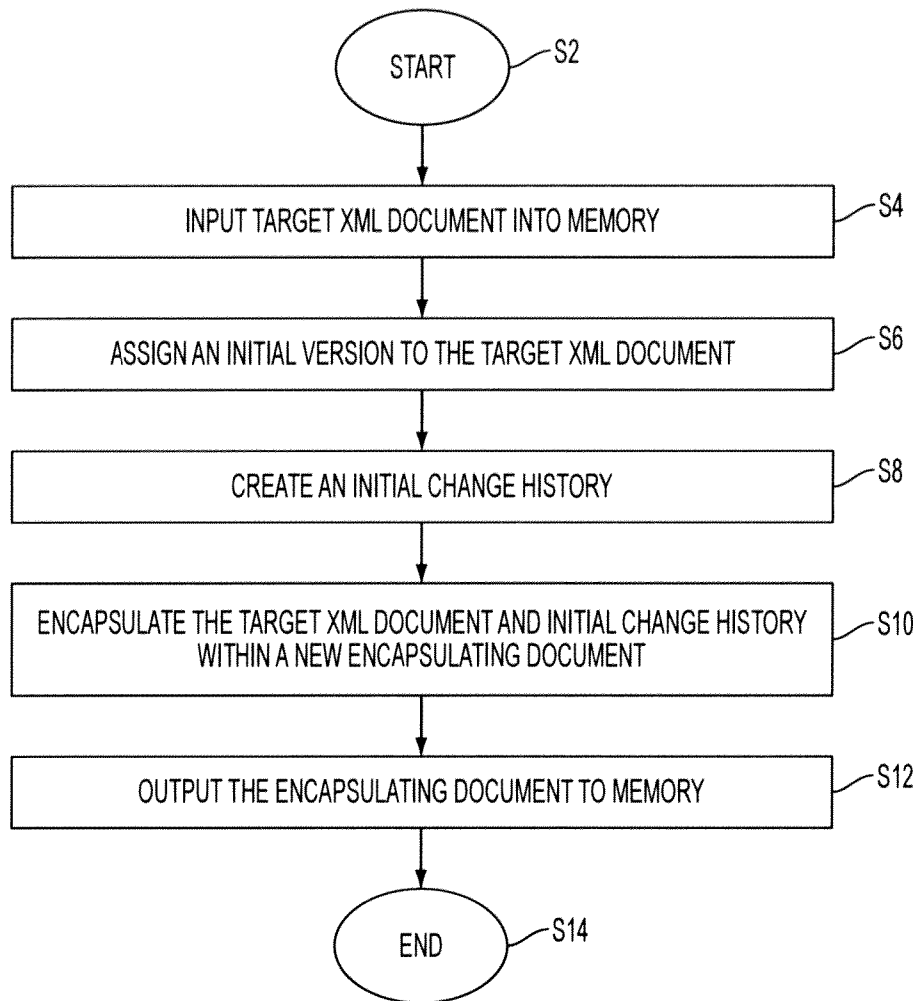 START
S2
INPUT TARGET XML DOCUMENT INTO MEMORY
S4
ASSIGN AN INITIAL VERSION TO THE TARGET XML DOCUMENT
S6
CREATE AN INITIAL CHANGE HISTORY
S8
ENCAPSULATE THE TARGET XML DOCUMENT AND INITIAL CHANGE HISTORY
WITHIN A NEW ENCAPSULATING DOCUMENT
S10
OUTPUT THE ENCAPSULATING DOCUMENT TO MEMORY
S12
END
S14